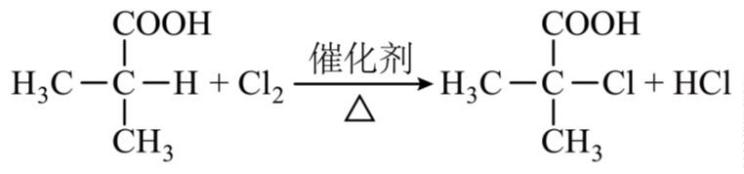 COOH COOH
H₃C—C—H + Cl₂ 催化剂 △ H₃C—C—Cl + HCl
CH₃ CH₃